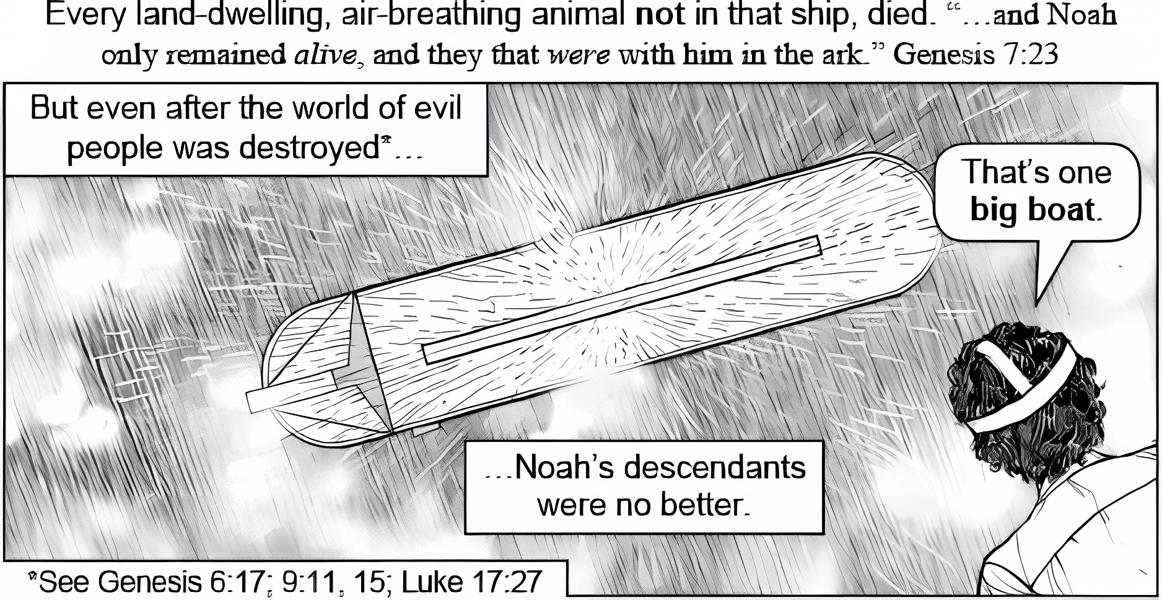 Every land-dwelling, air-breathing animal not in that ship, died. “...and Noah
only remained alive, and they that were with him in the ark.” Genesis 7:23
But even after the world of evil
people was destroyed*...
That’s one
big boat.
...Noah’s descendants
were no better.
*See Genesis 6:17; 9:11, 15; Luke 17:27